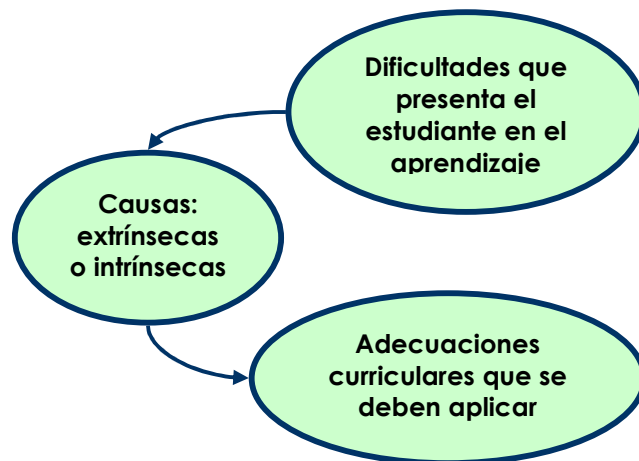 Dificultades que
presenta el
estudiante en el
aprendizaje
Causas:
extrínsecas
o intrínsecas
Adecuaciones
curriculares que se
deben aplicar